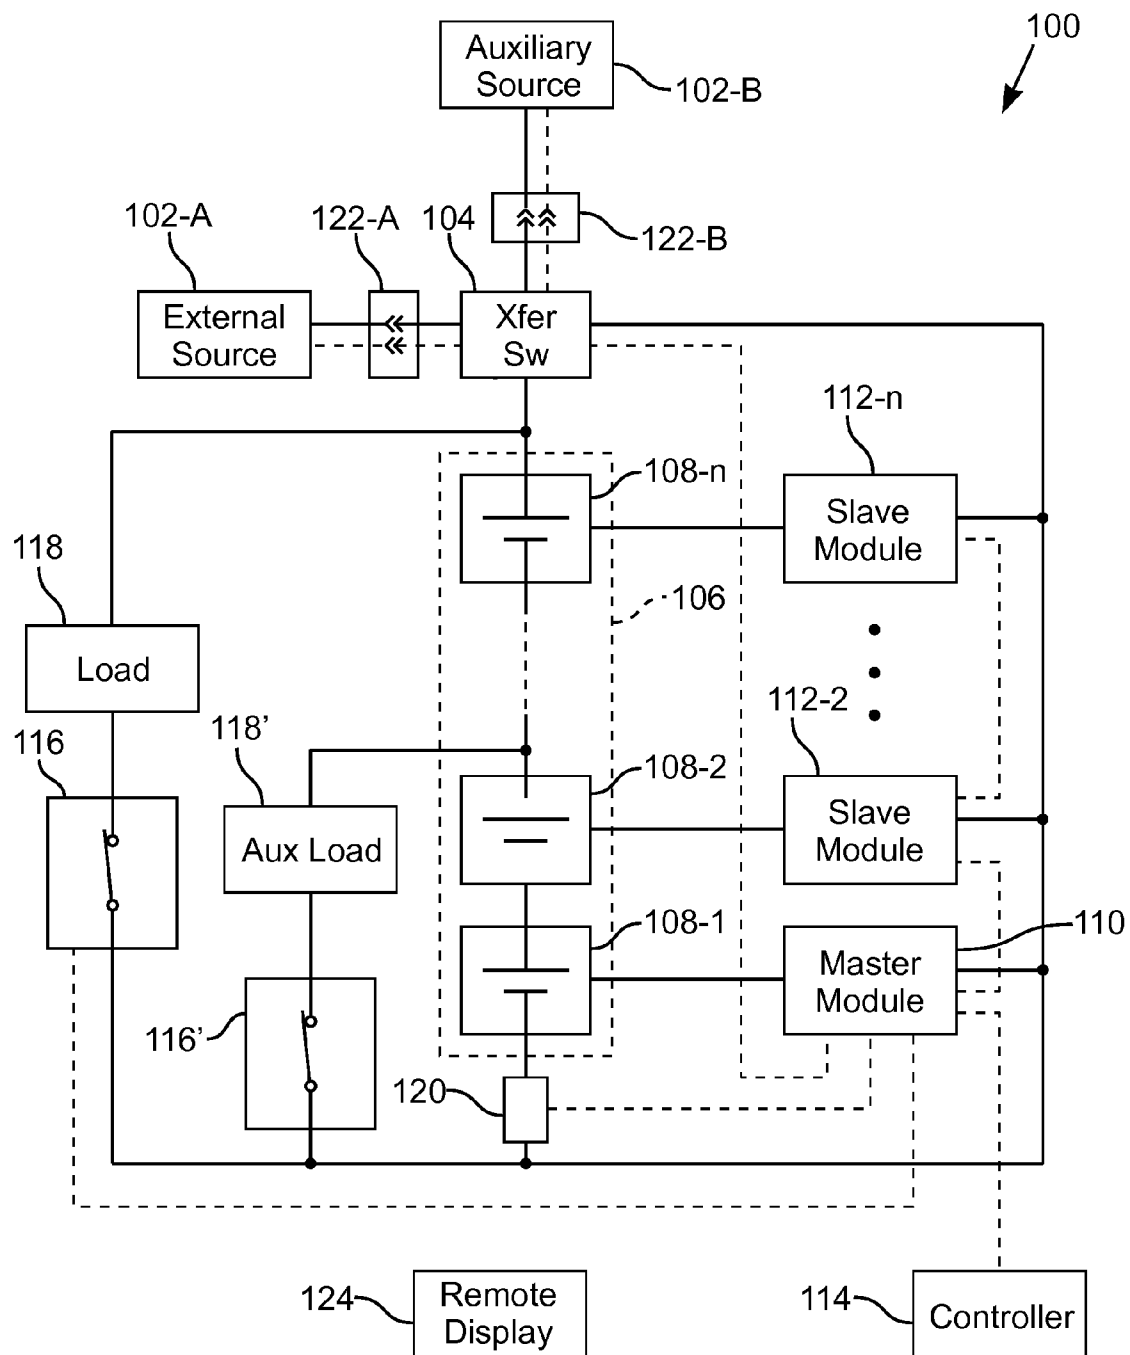 100
Auxiliary
Source
102-B
102-A
122-A
104
122-B
External
Source
Xfer
Sw
112-n
108-n
Slave
Module
118
106
Load
112-2
118’
116
108-2
Slave
Module
Aux Load
108-1
110
Master
Module
116’
120
124
Remote
Display
114
Controller